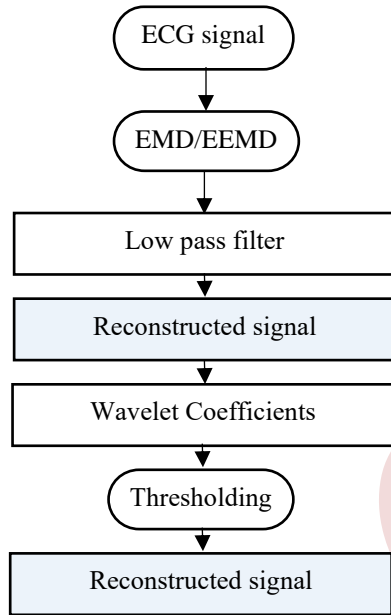 ECG signal
EMD/EEMD
Low pass filter
Reconstructed signal
Wavelet Coefficients
Thresholding
Reconstructed signal